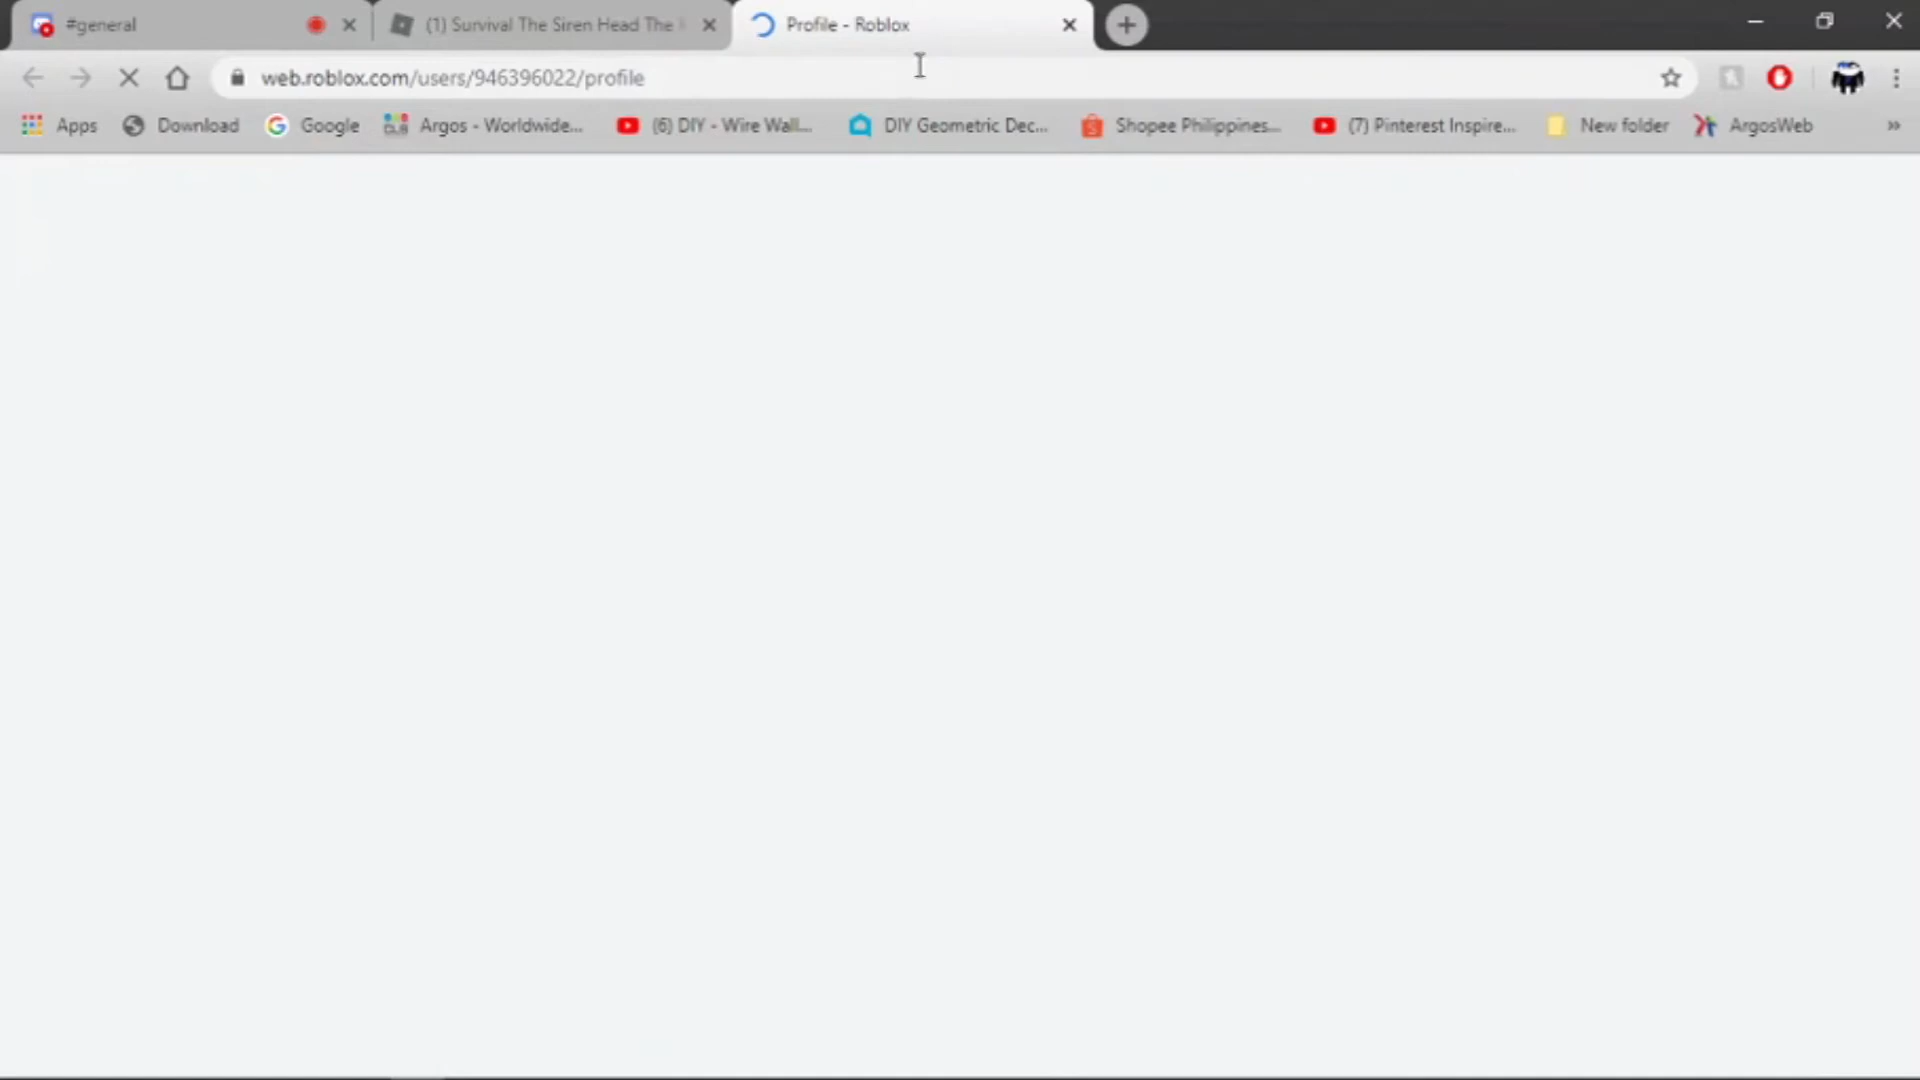 #general
(1) Survival The Siren Head The
Profile - Roblox
web.roblox.com/users/946396022/profile
Apps
Download
Google
Argos - Worldwide...
(6) DIY - Wire Wall...
DIY Geometric Dec...
Shopee Philippines...
(7) Pinterest Inspire...
New folder
ArgosWeb
»